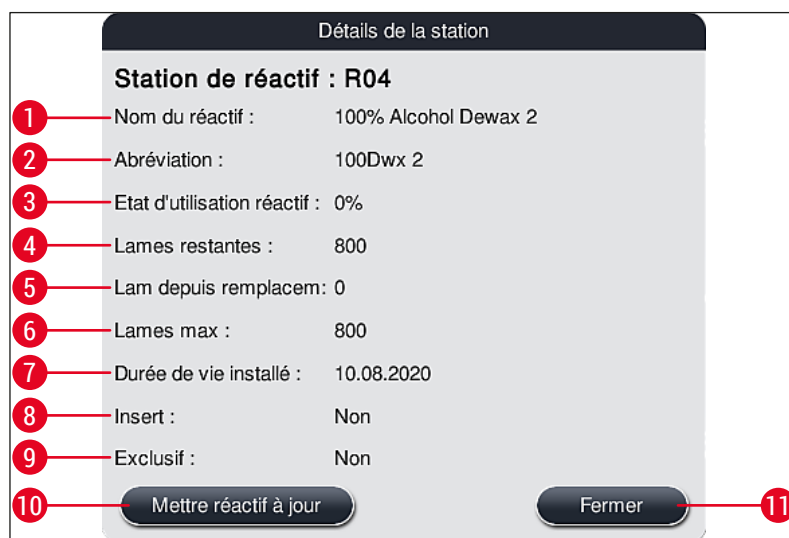 Détails de la station
Station de réactif : R04
1 Nom du réactif : 100% Alcohol Dewax 2
2 Abréviation : 100Dwx 2
3 Etat d'utilisation réactif : 0%
4 Lames restantes : 800
5 Lam depuis remplacem: 0
6 Lames max : 800
7 Durée de vie installé : 10.08.2020
8 Insert : Non
9 Exclusif : Non
10 Mettre réactif à jour Fermer 11